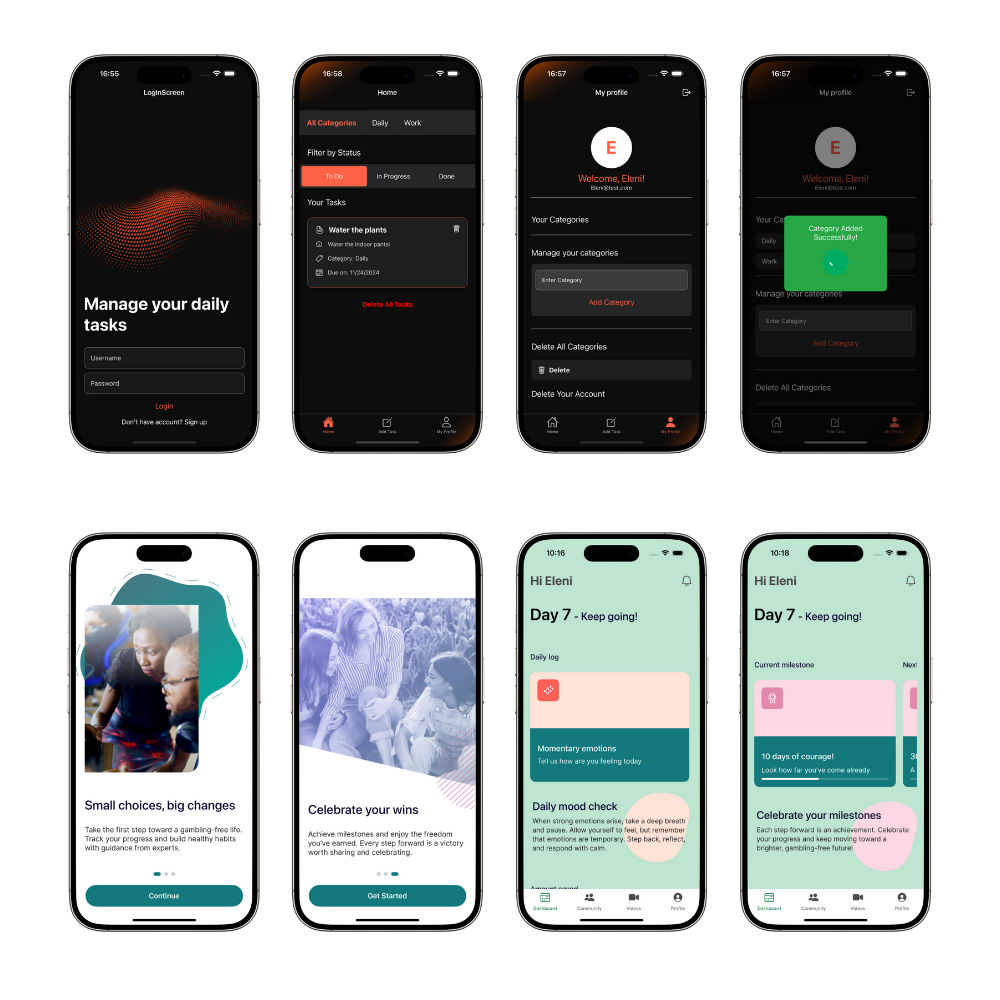 16:55
LogInScreen
Manage your daily
tasks
Username
Password
Login
Don't have account? Sign up
16:58
Home
All Categories Daily Work
Filter by Status
To Do In Progress Done
Your Tasks
Water the plants
Water the indoor pants!
Category: Daily
Due on: 11/24/2024
Delete All Tasks
Home Add Task My Profile
16:57
My profile
E
Welcome, Eleni!
Eleni@test.com
Your Categories
Manage your categories
Enter Category
Add Category
Delete All Categories
Delete
Delete Your Account
Home Add Task My Profile
16:57
My profile
E
Welcome, Eleni!
Eleni@test.com
Your Ca
Category Added
Successfully!
Daily
Work
Manage your categories
Enter Category
Add Category
Delete All Categories
Home Add Task My Profile
Small choices, big changes
Take the first step toward a gambling-free life.
Track your progress and build healthy habits
with guidance from experts.
Continue
Celebrate your wins
Achieve milestones and enjoy the freedom
you've earned. Every step forward is a victory
worth sharing and celebrating.
Get Started
10:16
Hi Eleni
Day 7 - Keep going!
Daily log
Momentary emotions
Tell us how are you feeling today
Daily mood check
When strong emotions arise, take a deep breath
and pause. Allow yourself to feel, but remember
that emotions are temporary. Step back, reflect,
and respond with calm.
Amount saved
Dashboard Community Videos Profile
10:18
Hi Eleni
Day 7 - Keep going!
Current milestone Next
10 days of courage! 30
Look how far you've come already A
Celebrate your milestones
Each step forward is an achievement. Celebrate
your progress and keep moving toward a
brighter, gambling-free future!
Dashboard Community Videos Profile